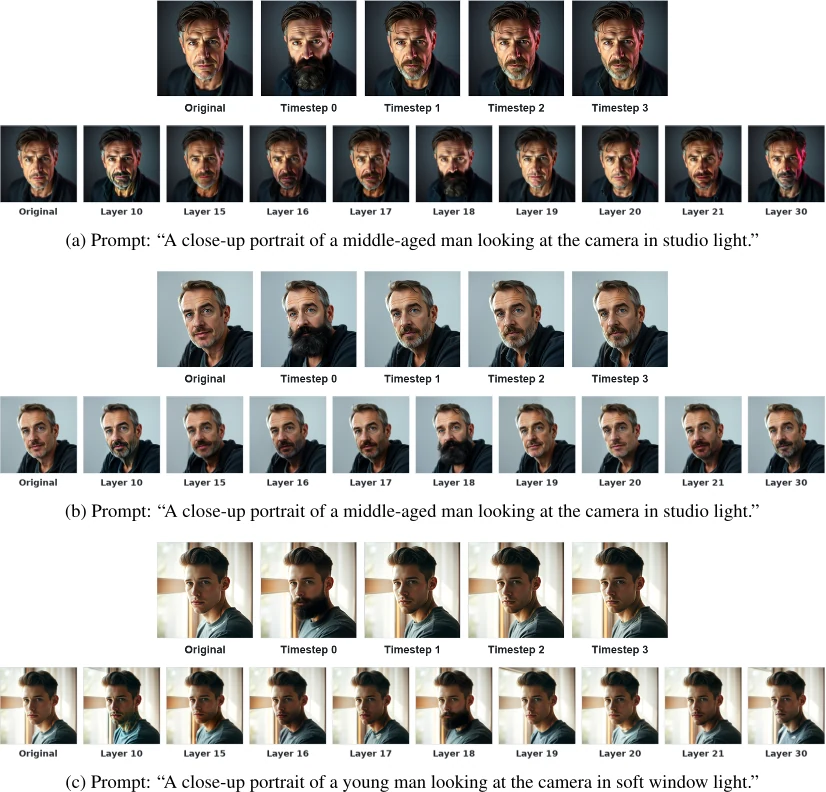 Original Timestep 0 Timestep 1 Timestep 2 Timestep 3
Original Layer 10 Layer 15 Layer 16 Layer 17 Layer 18 Layer 19 Layer 20 Layer 21 Layer 30
(a) Prompt: “A close-up portrait of a middle-aged man looking at the camera in studio light.”
Original Timestep 0 Timestep 1 Timestep 2 Timestep 3
Original Layer 10 Layer 15 Layer 16 Layer 17 Layer 18 Layer 19 Layer 20 Layer 21 Layer 30
(b) Prompt: “A close-up portrait of a middle-aged man looking at the camera in studio light.”
Original Timestep 0 Timestep 1 Timestep 2 Timestep 3
Original Layer 10 Layer 15 Layer 16 Layer 17 Layer 18 Layer 19 Layer 20 Layer 21 Layer 30
(c) Prompt: “A close-up portrait of a young man looking at the camera in soft window light.”